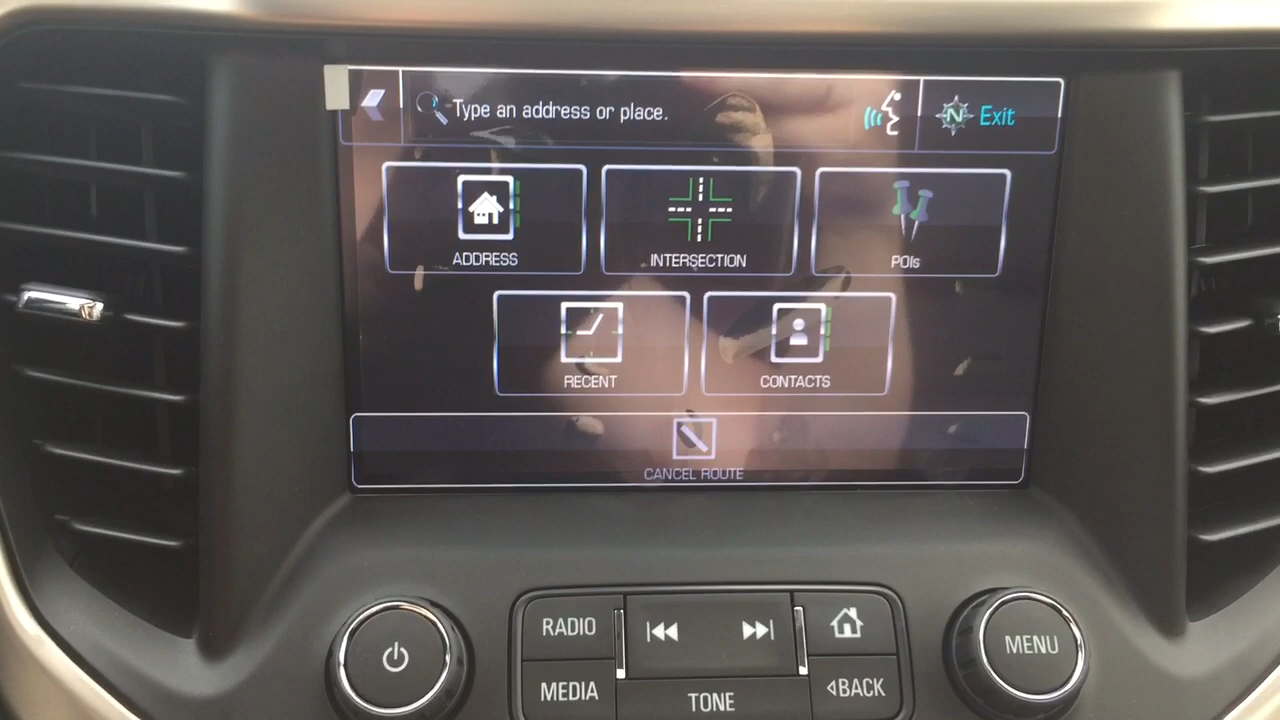 Type an address or place.
N Exit
ADDRESS
INTERSECTION
POIs
RECENT
CONTACTS
CANCEL ROUTE
RADIO
MEDIA
TONE
BACK
MENU